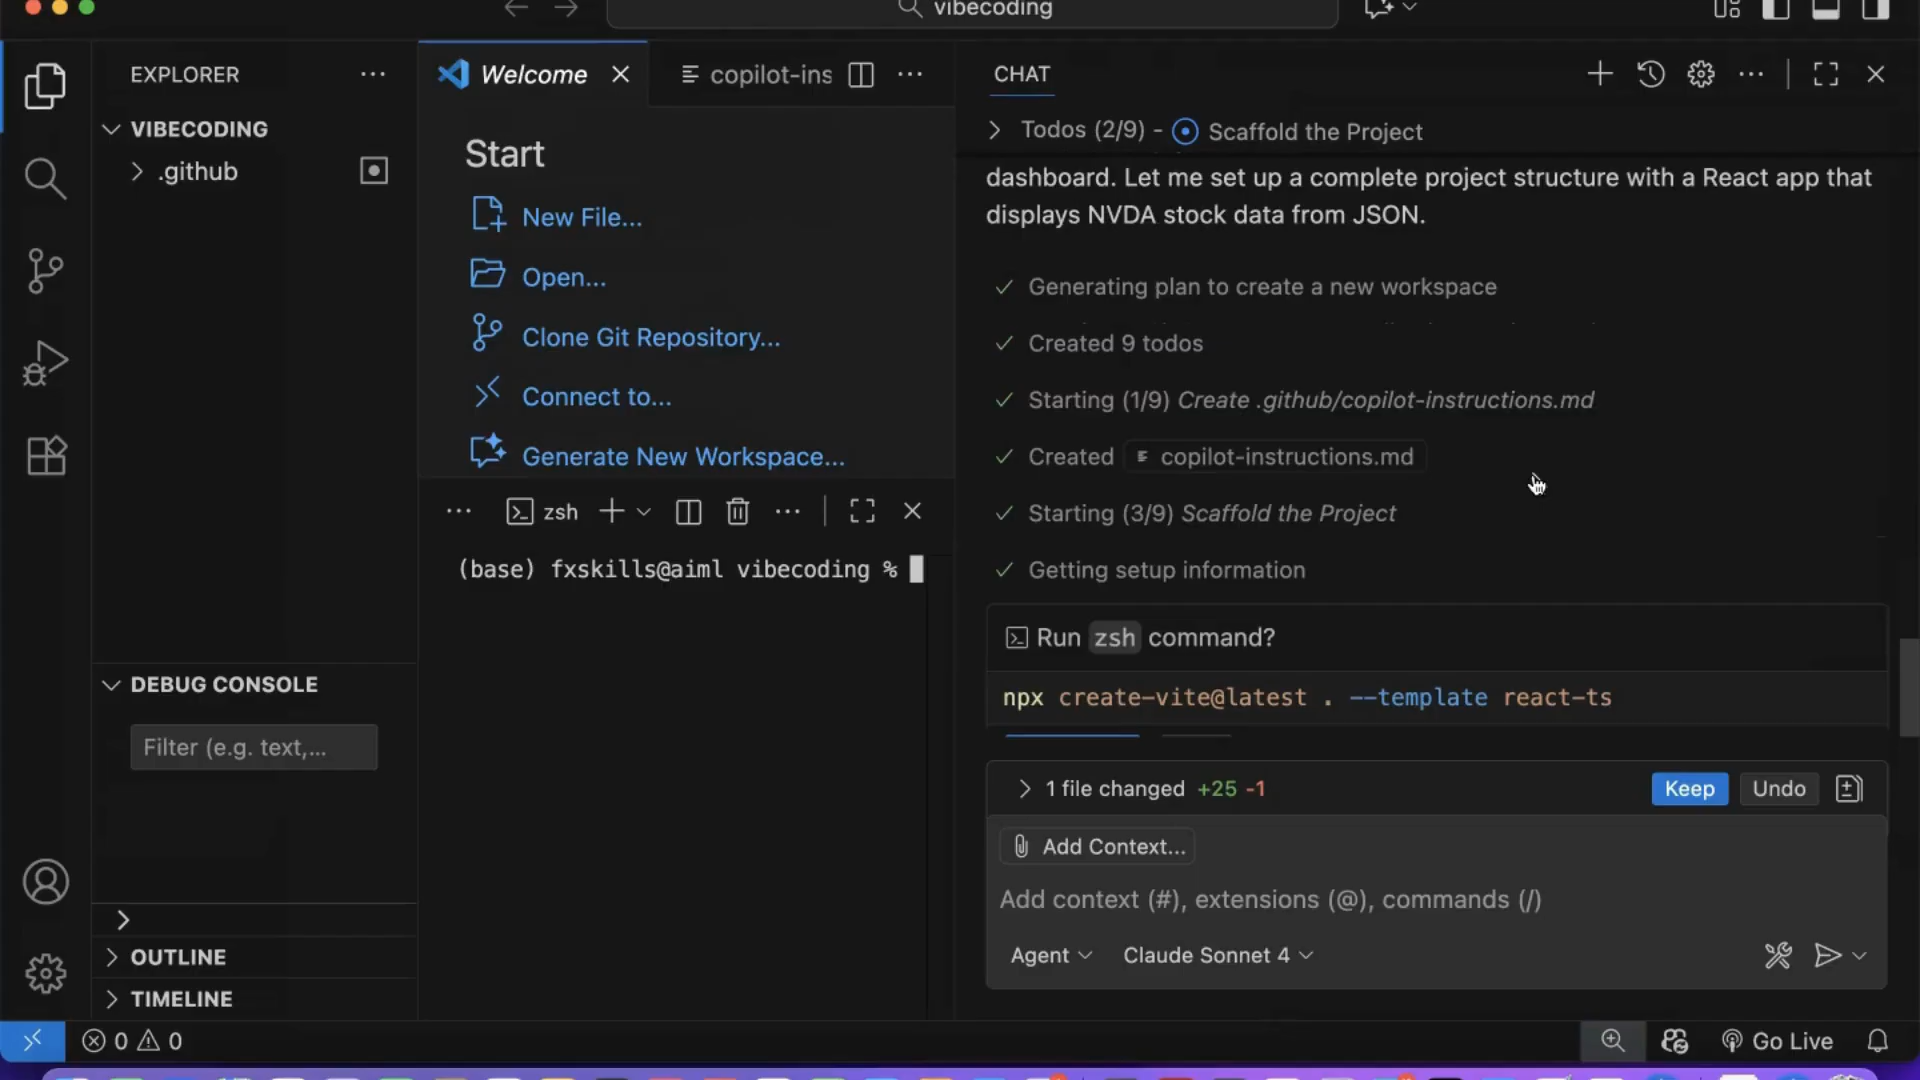 vibecoding
EXPLORER
VIBECODING
.github
DEBUG CONSOLE
Filter (e.g. text,...
OUTLINE
TIMELINE
Welcome
copilot-ins
Start
New File...
Open...
Clone Git Repository...
Connect to...
Generate New Workspace...
zsh
(base) fxskills@aiml vibecoding %
CHAT
Todos (2/9) - Scaffold the Project
dashboard. Let me set up a complete project structure with a React app that
displays NVDA stock data from JSON.
Generating plan to create a new workspace
Created 9 todos
Starting (1/9) Create .github/copilot-instructions.md
Created copilot-instructions.md
Starting (3/9) Scaffold the Project
Getting setup information
Run zsh command?
npx create-vite@latest . --template react-ts
1 file changed +25 -1
Keep
Undo
Add Context...
Add context (#), extensions (@), commands (/)
Agent
Claude Sonnet 4
0
0
Go Live